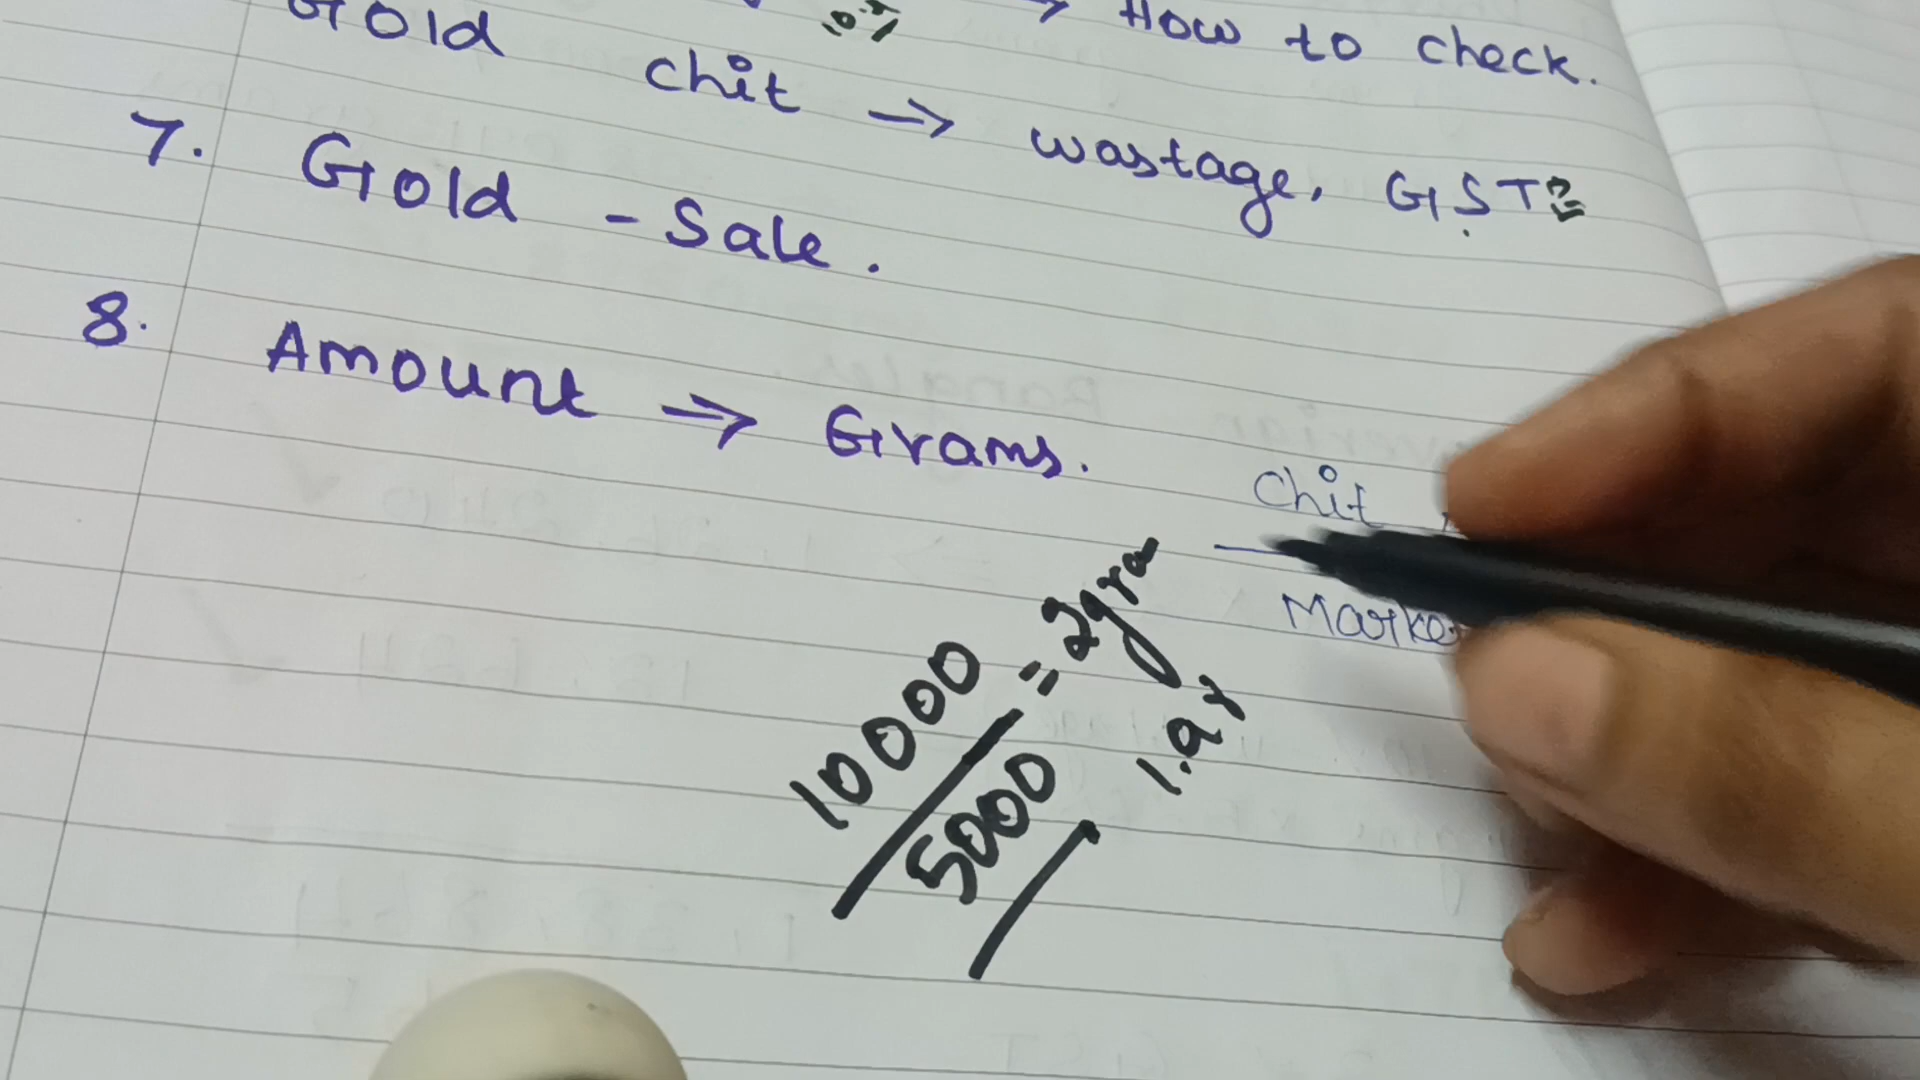 How to check.
Gold chit → wastage, GST
7. Gold - Sale.
8. Amount → Grams.
Chit
10000 = 2gra
5000
1.9